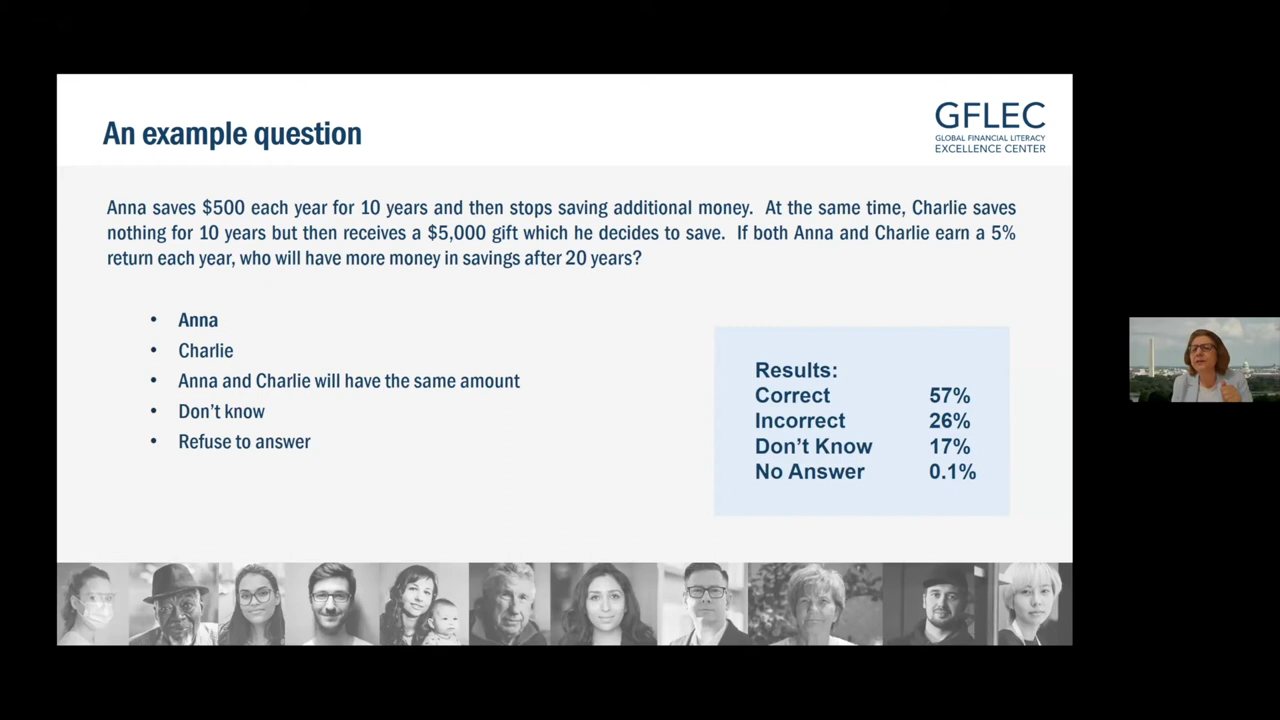 An example question
GFLEC
GLOBAL FINANCIAL LITERACY
EXCELLENCE CENTER
Anna saves $500 each year for 10 years and then stops saving additional money. At the same time, Charlie saves
nothing for 10 years but then receives a $5,000 gift which he decides to save. If both Anna and Charlie earn a 5%
return each year, who will have more money in savings after 20 years?
• Anna
• Charlie
• Anna and Charlie will have the same amount
• Don't know
• Refuse to answer
Results:
Correct 57%
Incorrect 26%
Don't Know 17%
No Answer 0.1%